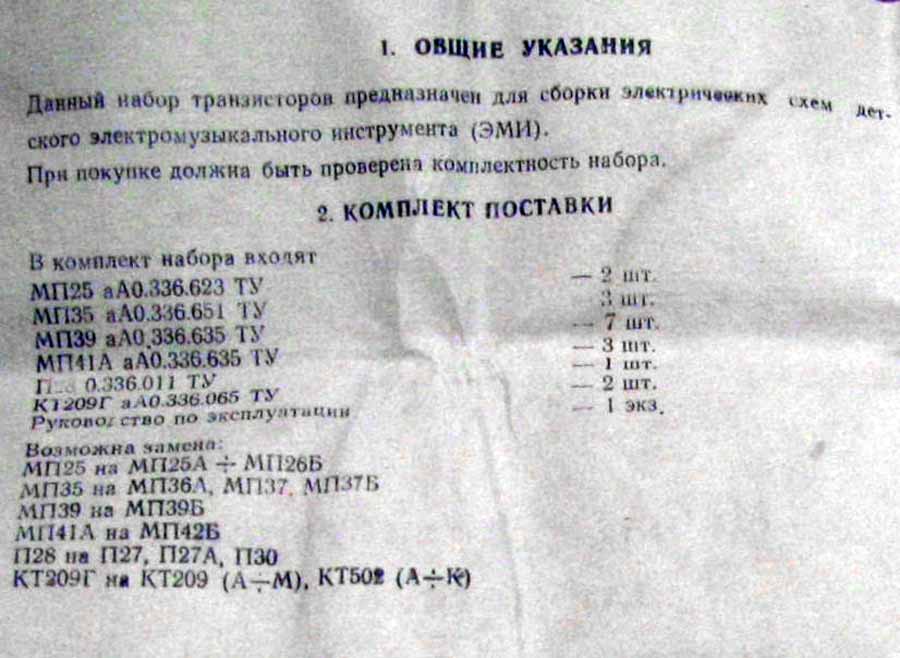 1. ОБЩИЕ УКАЗАНИЯ
Данный набор транзисторов предназначен для сборки электрических схем дет-
ского электромузыкального инструмента (ЭМИ).
При покупке должна быть проверена комплектность набора.
2. КОМПЛЕКТ ПОСТАВКИ
В комплект набора входят
МП25 аА0.336.623 ТУ — 2 шт.
МП35 аА0.336.651 ТУ 3 шт.
МП39 аА0.336.635 ТУ — 7 шт.
МП41А аА0.336.635 ТУ — 3 шт.
0.336.011 ТУ — 1 шт.
КТ209Г аА0.336.065 ТУ — 2 шт.
Руководство по эксплуатации — 1 экз.
Возможна замена:
МП25 на МП25А ÷ МП26Б
МП35 на МП36А, МП37, МП37Б
МП39 на МП39Б
МП41А на МП42Б
П28 на П27, П27А, П30
КТ209Г на КТ209 (А÷М), КТ502 (А÷К)